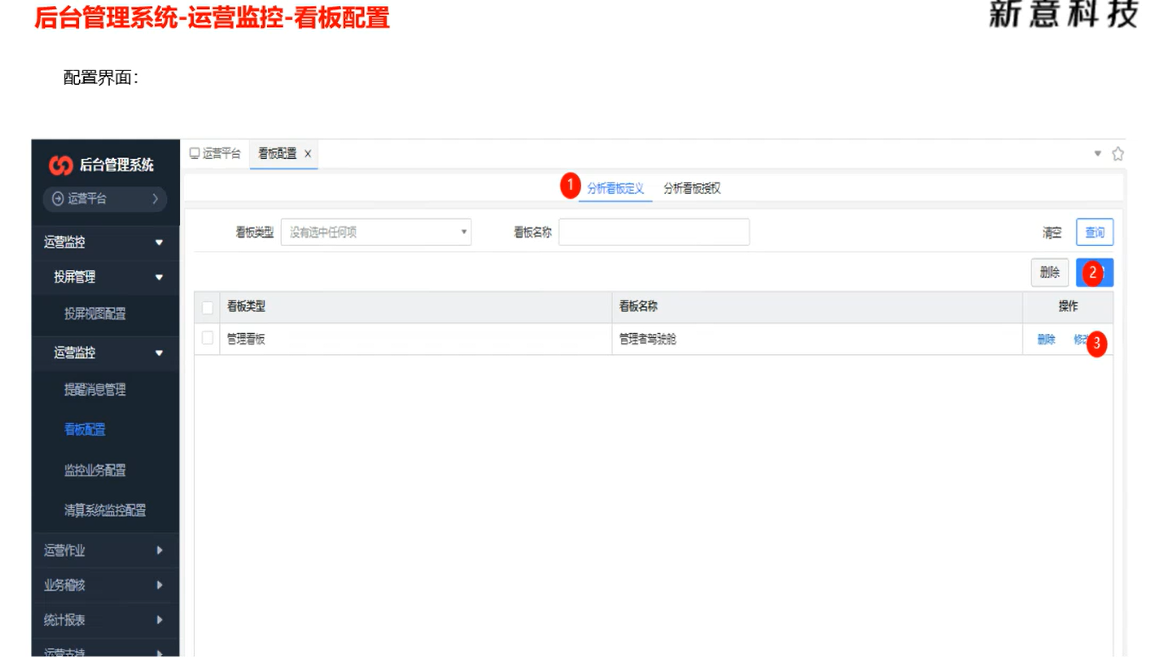 后台管理系统-运营监控-看板配置
新意科技
配置界面：
后台管理系统
运营平台
运营平台
看板配置 X
1
分析看板定义
分析看板授权
看板类型
没有选中任何项
看板名称
清空
查询
删除
2
看板类型
看板名称
操作
管理看板
管理者驾驶舱
删除
修改
3
运营监控
投屏管理
投屏视图配置
运营监控
提醒消息管理
看板配置
监控业务配置
清算系统监控配置
运营作业
业务稽核
统计报表
运营支持